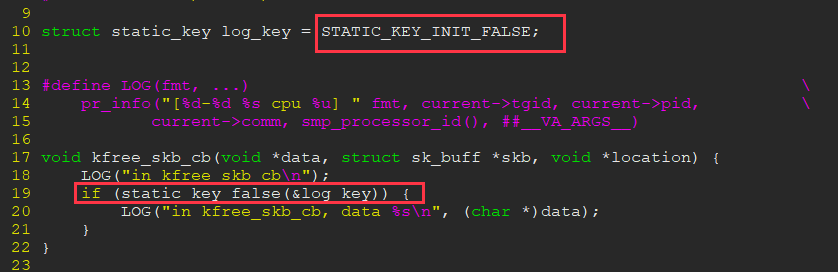 9
10 struct static_key log_key = STATIC_KEY_INIT_FALSE;
11
12
13 #define LOG(fmt, ...) \
14 pr_info("[%d-%d %s cpu %u] " fmt, current->tgid, current->pid, \
15 current->comm, smp_processor_id(), ##__VA_ARGS__)
16
17 void kfree_skb_cb(void *data, struct sk_buff *skb, void *location) {
18 LOG("in kfree_skb_cb\n");
19 if (static_key_false(&log_key)) {
20 LOG("in kfree_skb_cb, data %s\n", (char *)data);
21 }
22 }
23